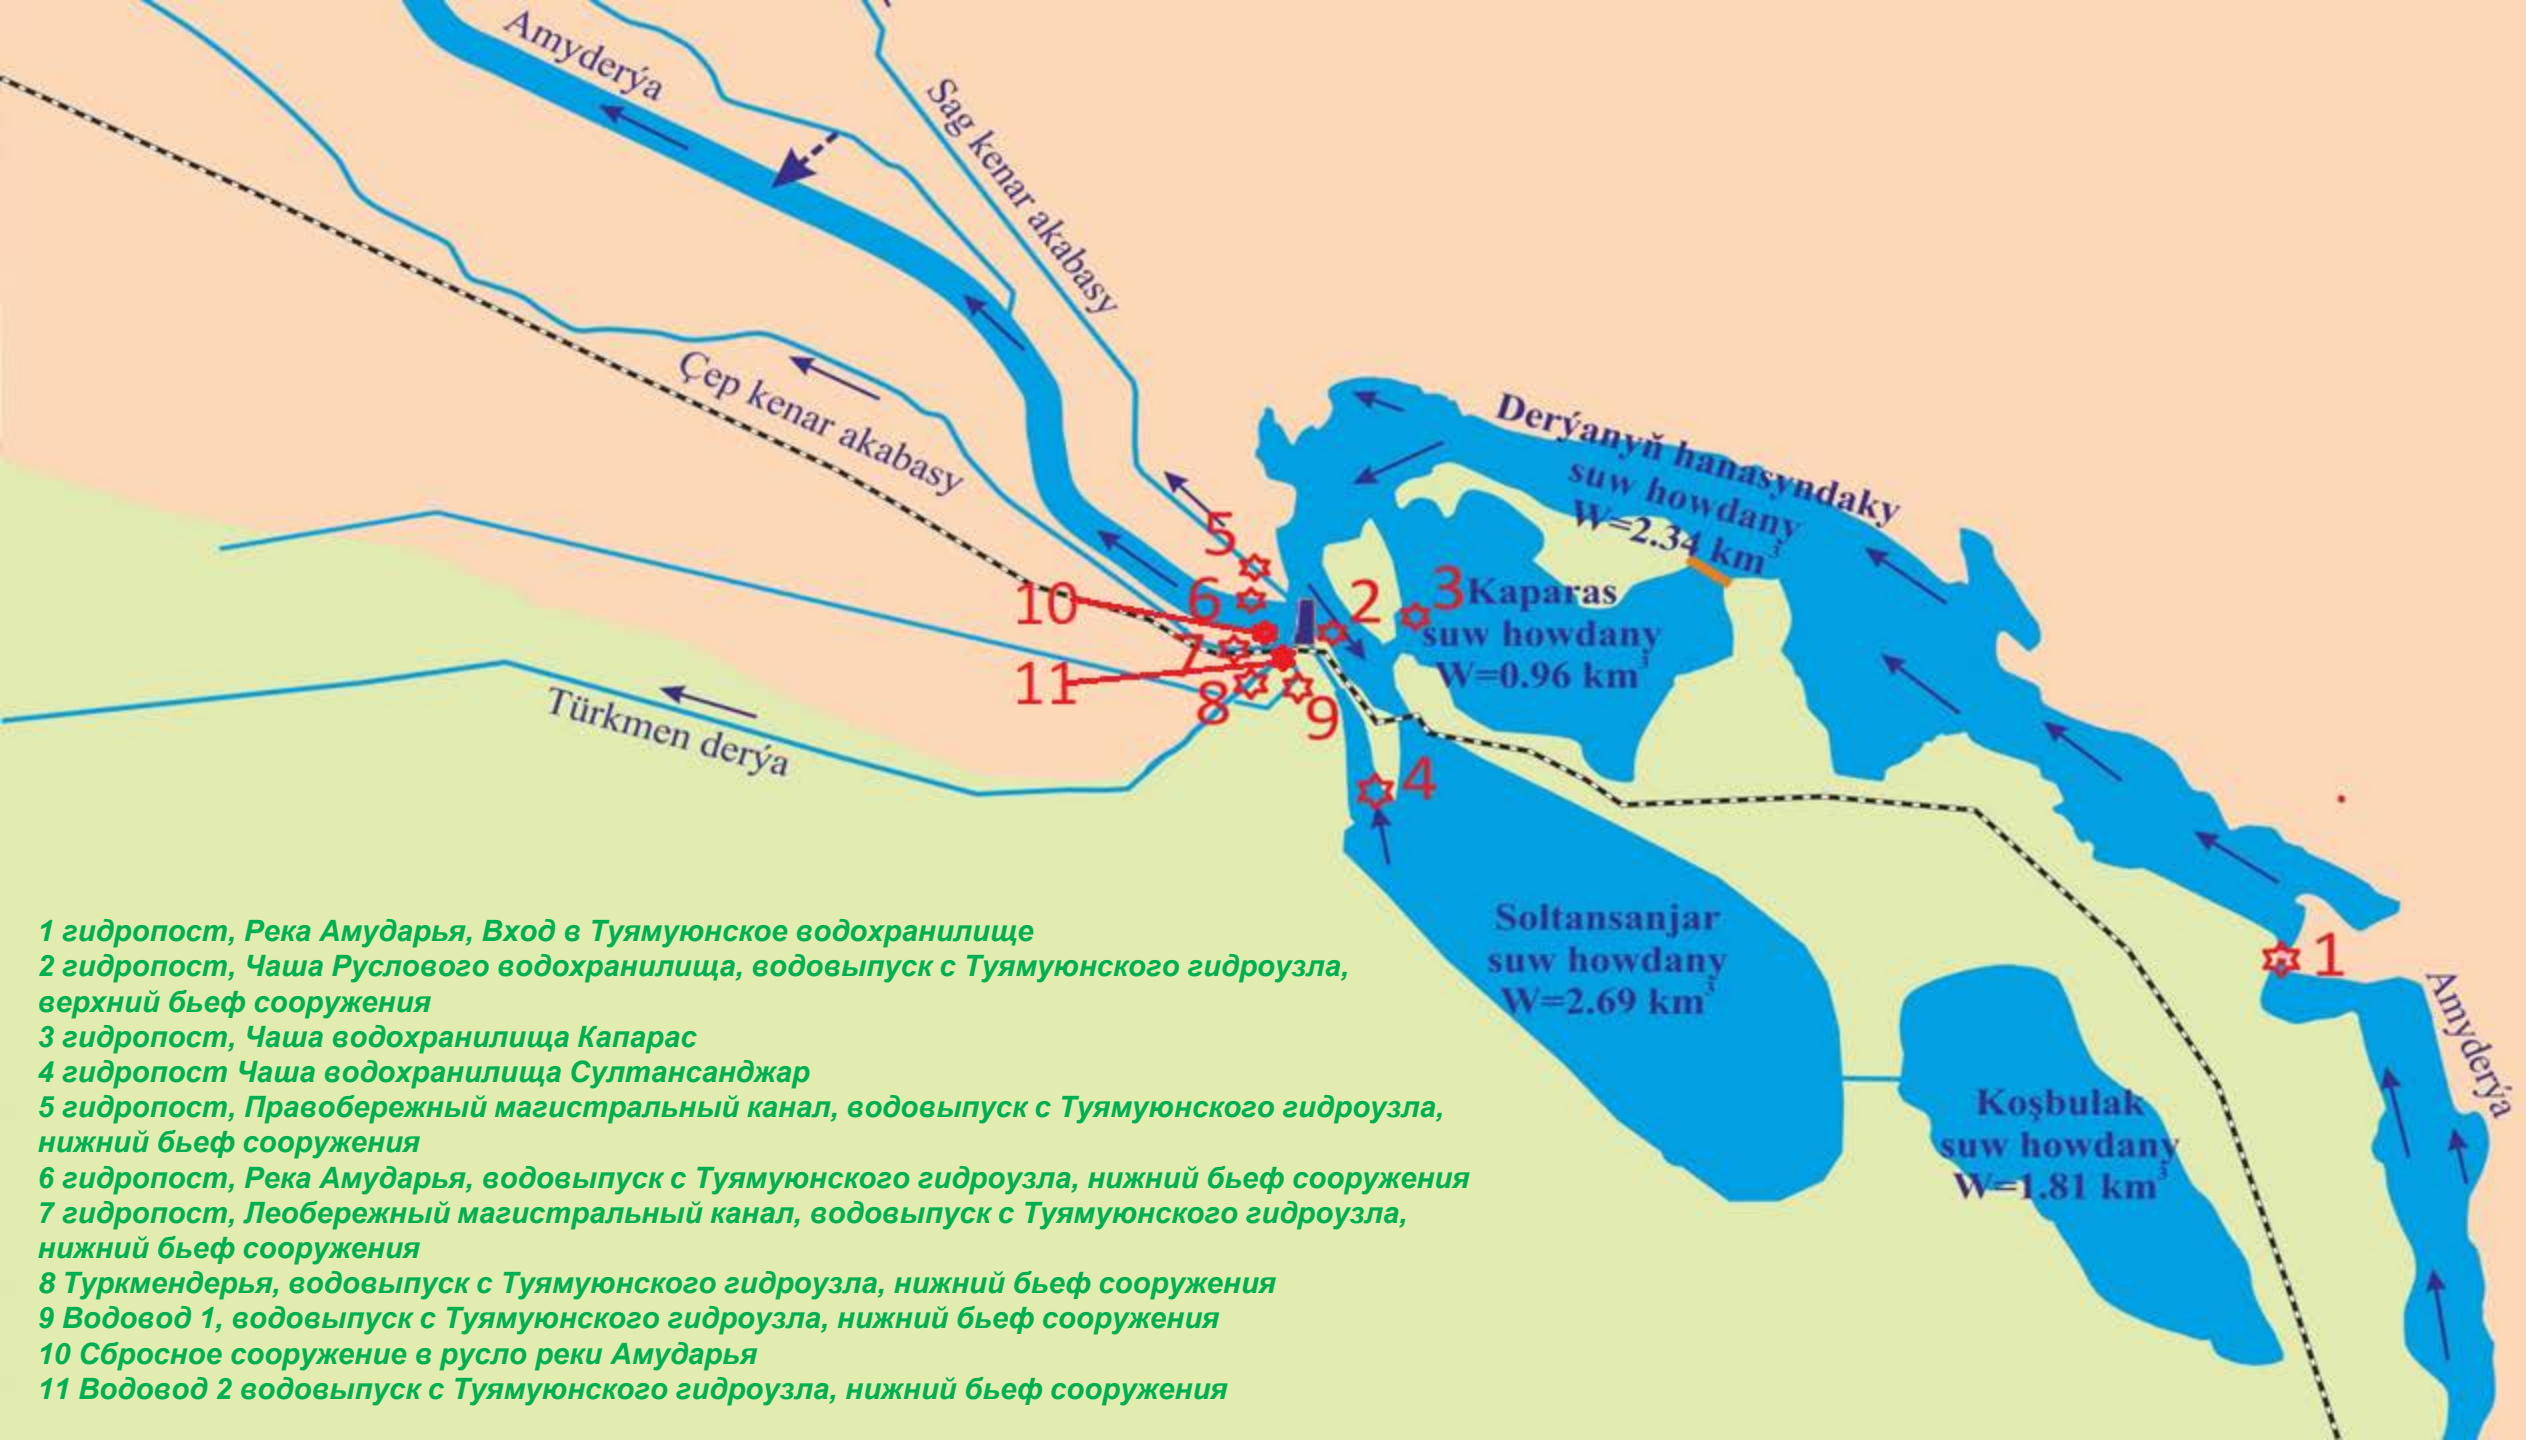 Amyderýa
Sag kenar akabasy
Çep kenar akabasy
Türkmen derýa
Derýanyň hanasyndaky
suw howdany
W=2.34 km³
Kaparas
suw howdany
W=0.96 km³
Soltansanjar
suw howdany
W=2.69 km³
Koşbulak
suw howdany
W=1.81 km³
Amyderýa
5
6
10
2
3
7
11
8
9
4
1
1 гидропост, Река Амударья, Вход в Туямуюнское водохранилище
2 гидропост, Чаша Руслового водохранилища, водовыпуск с Туямуюнского гидроузла,
верхний бьеф сооружения
3 гидропост, Чаша водохранилища Капарас
4 гидропост Чаша водохранилища Султансанджар
5 гидропост, Правобережный магистральный канал, водовыпуск с Туямуюнского гидроузла,
нижний бьеф сооружения
6 гидропост, Река Амударья, водовыпуск с Туямуюнского гидроузла, нижний бьеф сооружения
7 гидропост, Леобережный магистральный канал, водовыпуск с Туямуюнского гидроузла,
нижний бьеф сооружения
8 Туркмендерья, водовыпуск с Туямуюнского гидроузла, нижний бьеф сооружения
9 Водовод 1, водовыпуск с Туямуюнского гидроузла, нижний бьеф сооружения
10 Сбросное сооружение в русло реки Амударья
11 Водовод 2 водовыпуск с Туямуюнского гидроузла, нижний бьеф сооружения